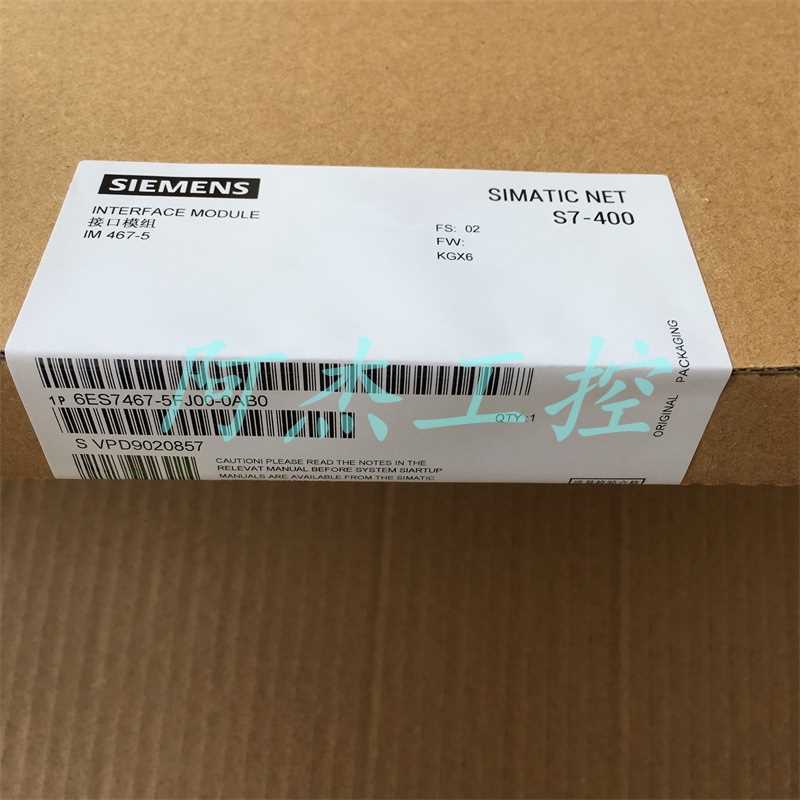 SIEMENS
INTERFACE MODULE
接口模组
IM 467-5
SIMATIC NET
S7-400
FS: 02
FW:
KGX6
ORIGINAL PACKAGING
阿杰工控
1P 6ES7467-5FJ00-0AB0
QTY:1
S VPD9020857
CAUTION! PLEASE READ THE NOTES IN THE
RELEVAT MANUAL BEFORE SYSTEM SIARTUP
MANUALS ARE AVAILABLE FROM THE SIMATIC